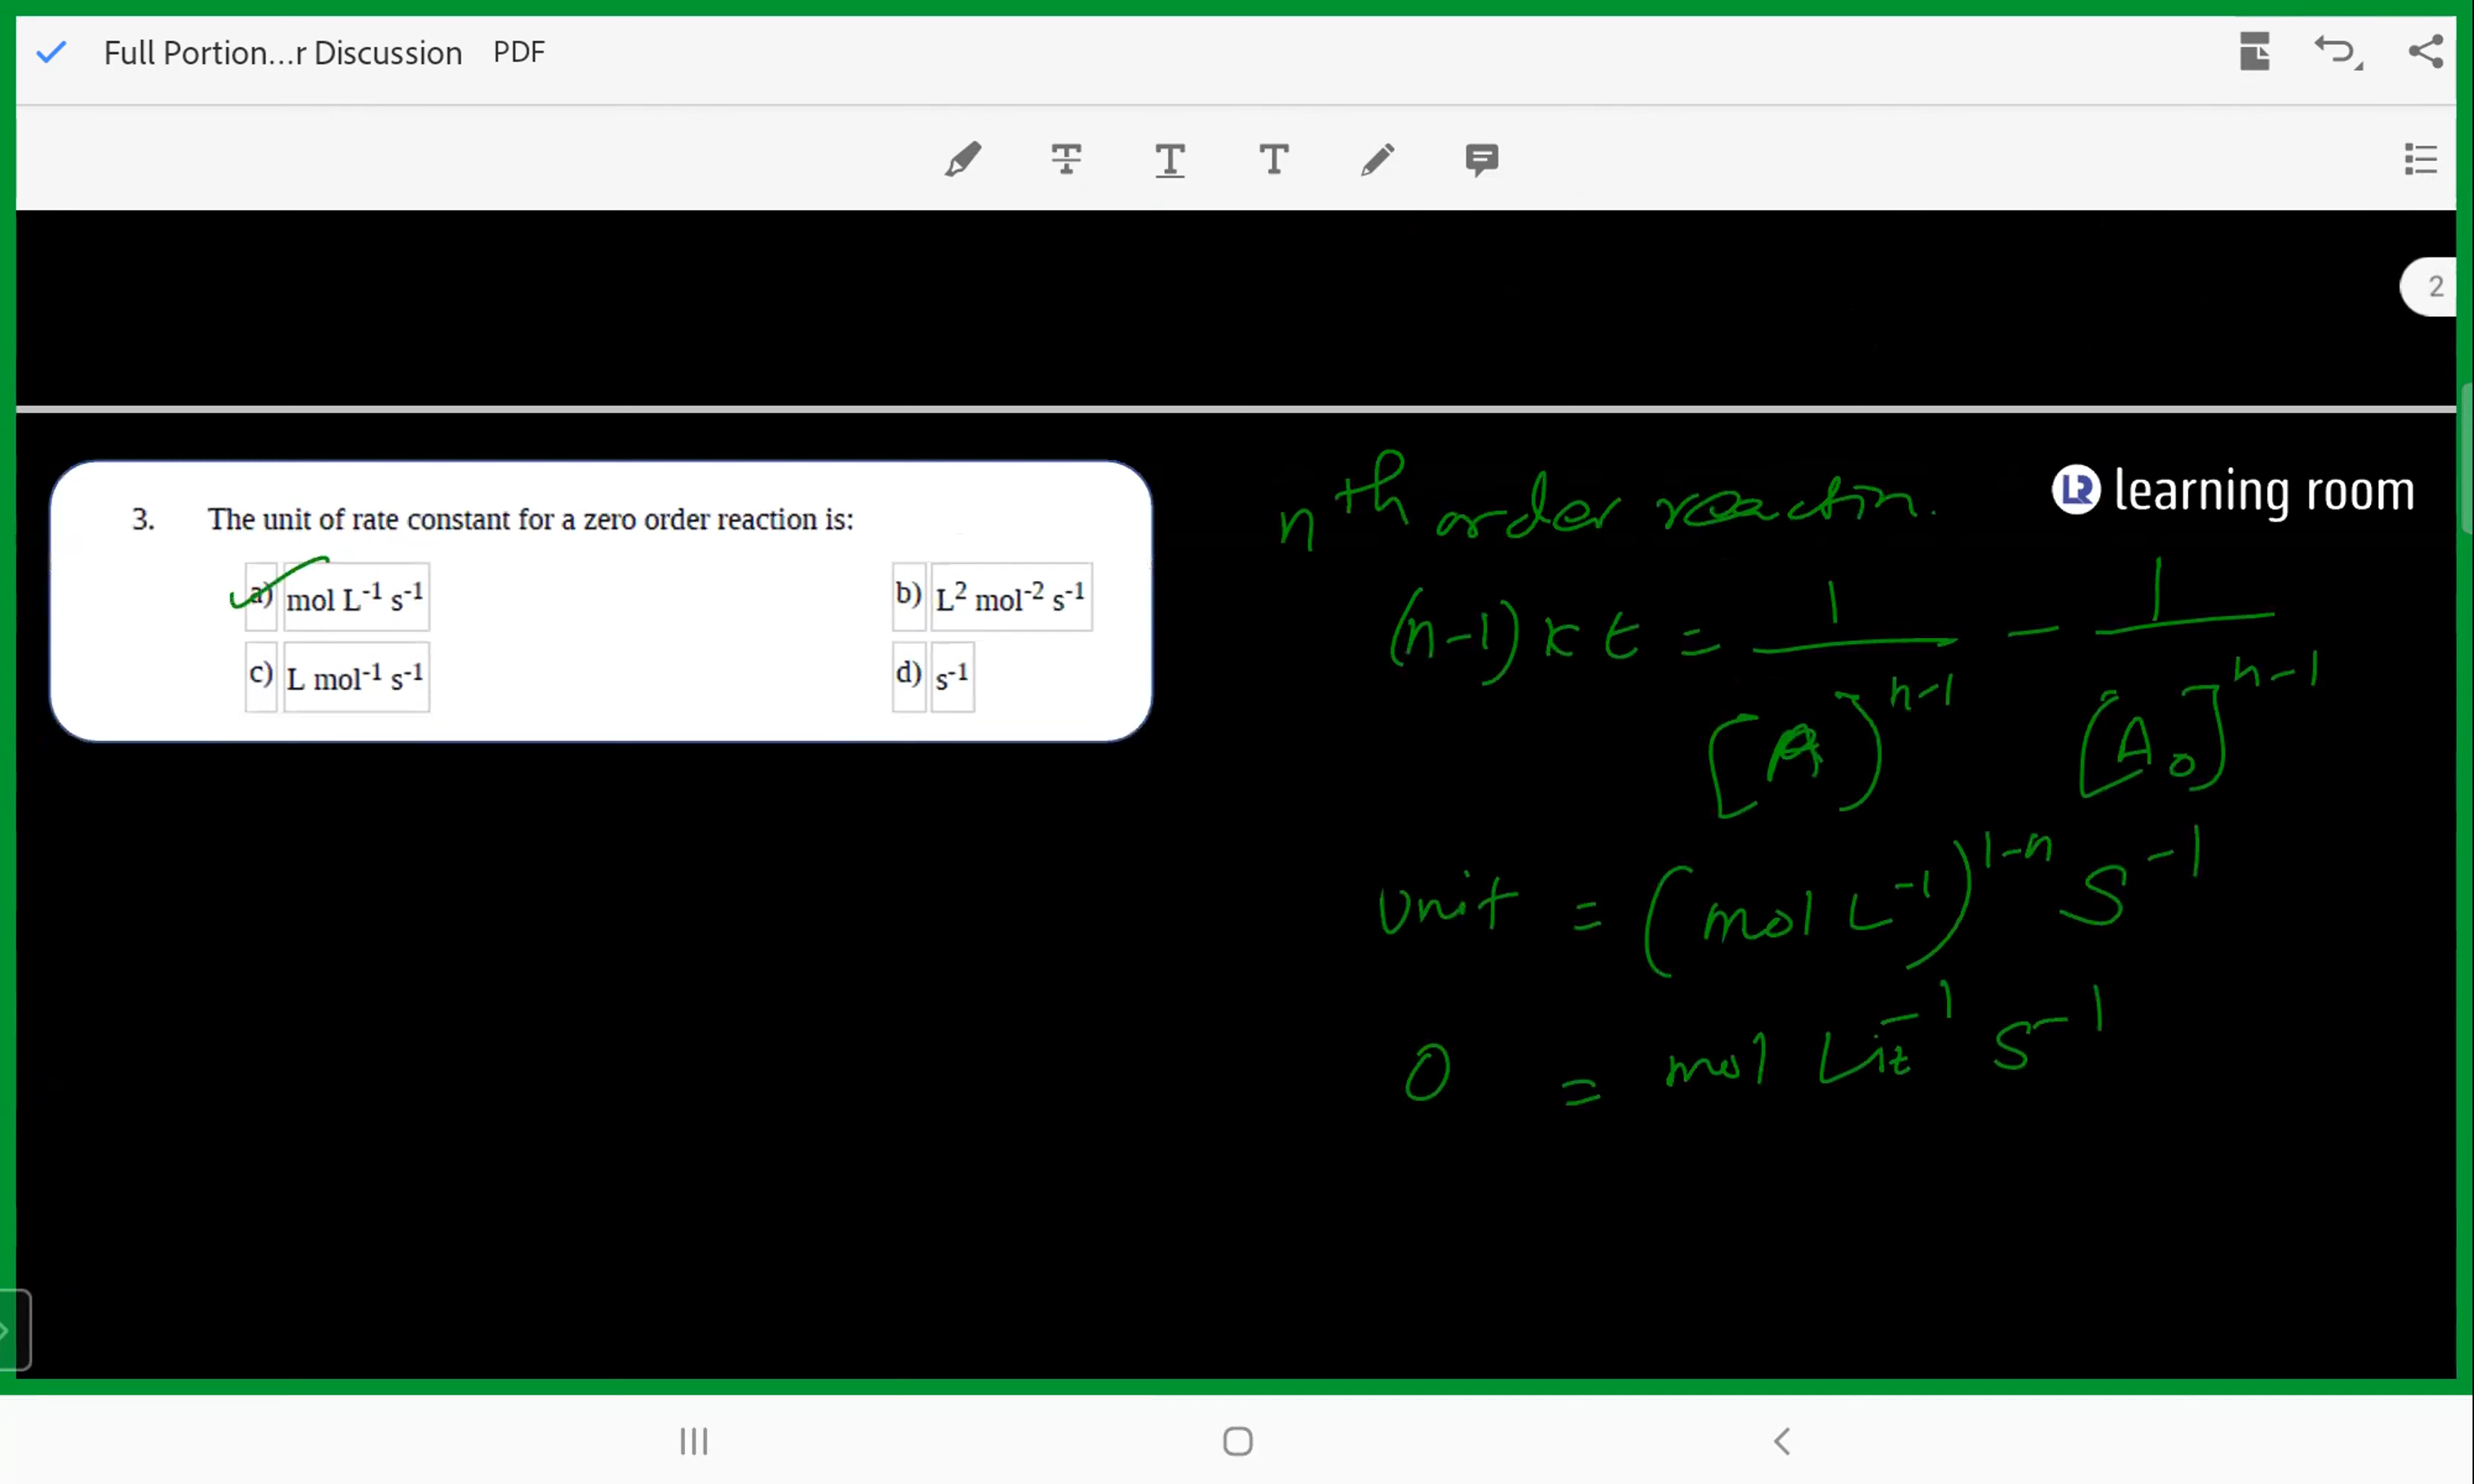 Full Portion...r Discussion PDF
2
learning room
3. The unit of rate constant for a zero order reaction is:
a) mol L⁻¹ s⁻¹ b) L² mol⁻² s⁻¹
c) L mol⁻¹ s⁻¹ d) s⁻¹
nᵗʰ order reactin.
(n-1) K t = 1/[A]ⁿ⁻¹ - 1/[A₀]ⁿ⁻¹
Unit = (mol L⁻¹)¹⁻ⁿ S⁻¹
0 = mol Lit⁻¹ S⁻¹